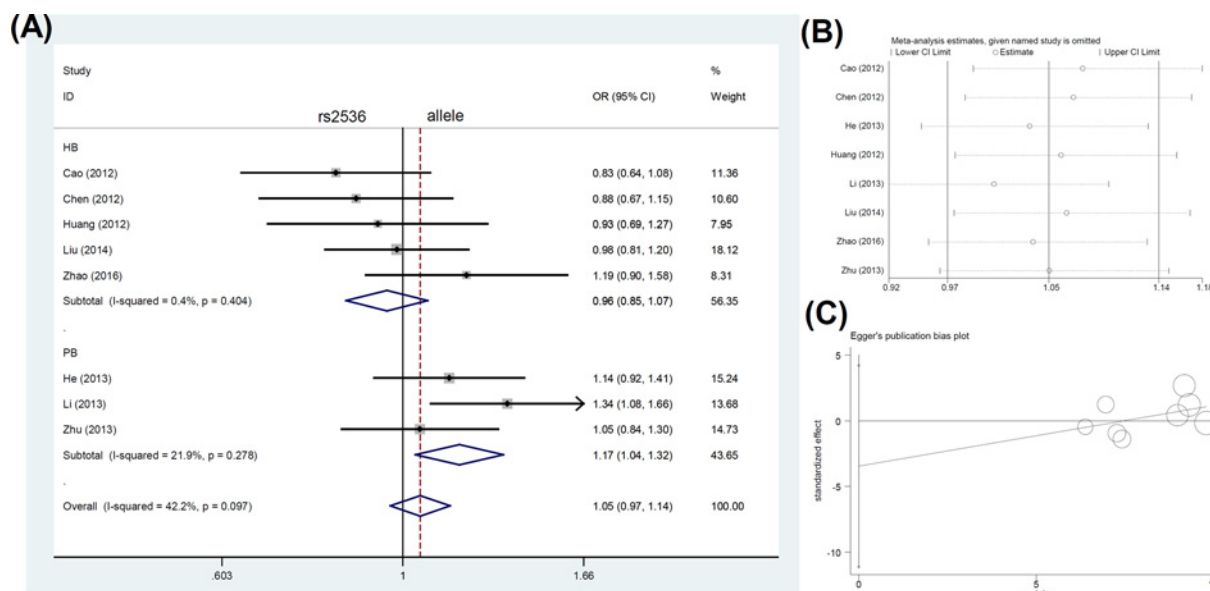 (A)
Study
%
ID
OR (95% CI)
Weight
rs2536
allele
HB
Cao (2012)
0.83 (0.64, 1.08)
11.36
Chen (2012)
0.88 (0.67, 1.15)
10.60
Huang (2012)
0.93 (0.69, 1.27)
7.95
Liu (2014)
0.98 (0.81, 1.20)
18.12
Zhao (2016)
1.19 (0.90, 1.58)
8.31
Subtotal (I-squared = 0.4%, p = 0.404)
0.96 (0.85, 1.07)
56.35
.
PB
He (2013)
1.14 (0.92, 1.41)
15.24
Li (2013)
1.34 (1.08, 1.66)
13.68
Zhu (2013)
1.05 (0.84, 1.30)
14.73
Subtotal (I-squared = 21.9%, p = 0.278)
1.17 (1.04, 1.32)
43.65
.
Overall (I-squared = 42.2%, p = 0.097)
1.05 (0.97, 1.14)
100.00
.603
1
1.66
(B)
Meta-analysis estimates, given named study is omitted
Lower CI Limit
Estimate
Upper CI Limit
Cao (2012)
Chen (2012)
He (2013)
Huang (2012)
Li (2013)
Liu (2014)
Zhao (2016)
Zhu (2013)
0.92
0.97
1.05
1.14
1.18
(C)
Egger's publication bias plot
standardized effect
5
0
-5
-10
0
5